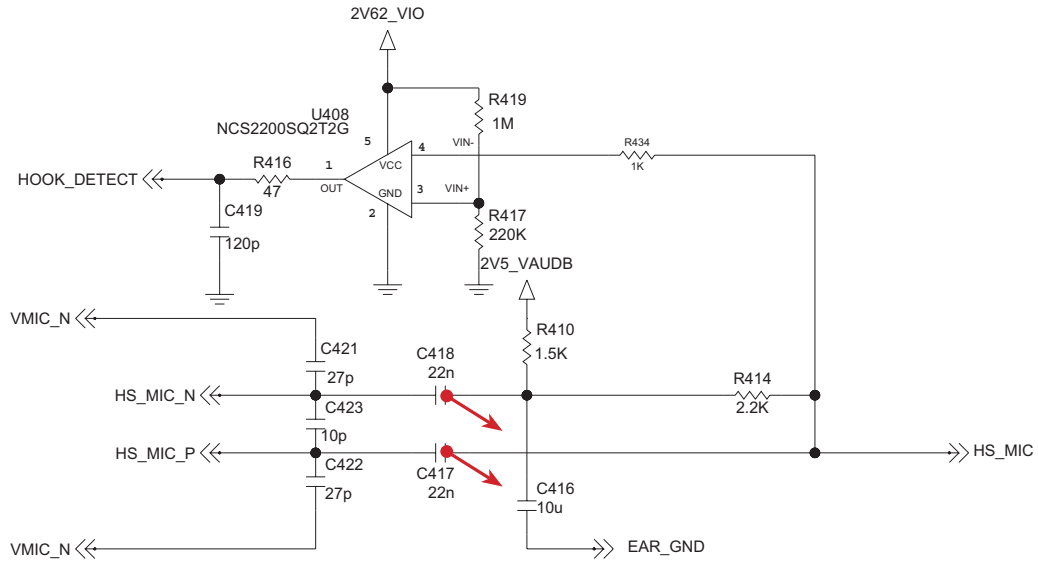 2V62_VIO
U408
NCS2200SQ2T2G
R419
1M
5
4
VIN-
VCC
R434
1K
HOOK_DETECT
R416
47
1
OUT
GND
3
VIN+
2
C419
120p
R417
220K
2V5_VAUDB
VMIC_N
R410
1.5K
C421
27p
C418
22n
R414
2.2K
HS_MIC_N
C423
10p
HS_MIC_P
HS_MIC
C422
27p
C417
22n
C416
10u
VMIC_N
EAR_GND